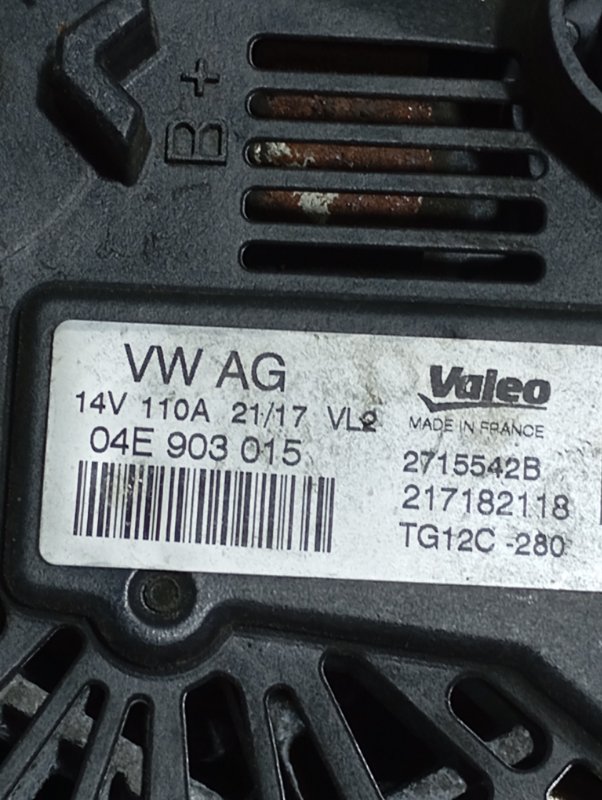 B+
VW AG
14V 110A 21/17 VL2
04E 903 015
Valeo
MADE IN FRANCE
2715542B
217182118
TG12C -280